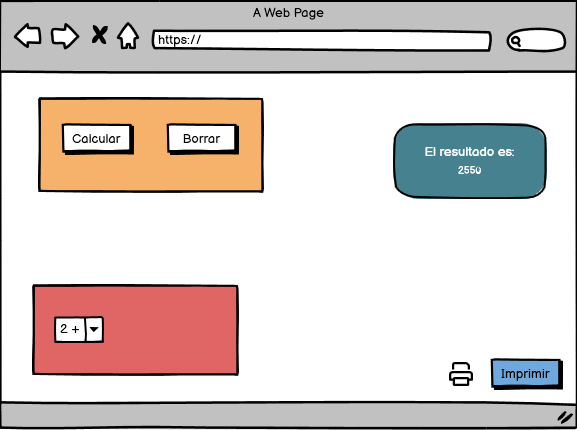 A Web Page
https://
Calcular
Borrar
El resultado es:
2550
2 +
Imprimir